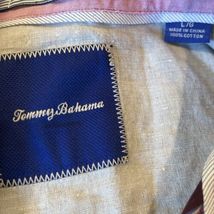 L/G
MADE IN CHINA
100% COTTON
Tommy Bahama